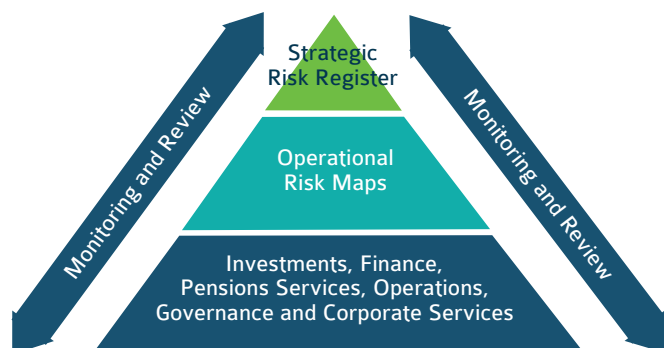 Strategic
Risk Register
Monitoring and Review
Monitoring and Review
Operational
Risk Maps
Investments, Finance,
Pensions Services, Operations,
Governance and Corporate Services